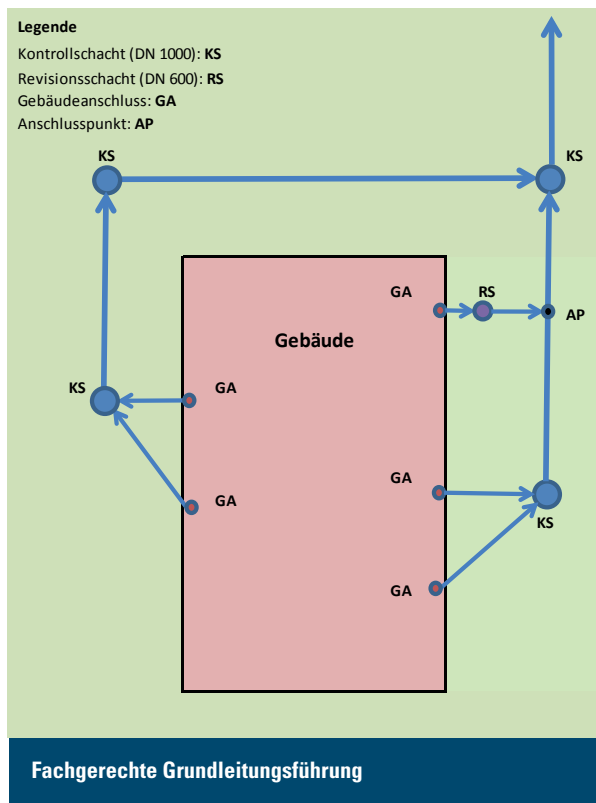 Legende
Kontrollschacht (DN 1000): KS
Revisionsschacht (DN 600): RS
Gebäudeanschluss: GA
Anschlusspunkt: AP
KS
KS
GA
RS
AP
Gebäude
KS
GA
GA
GA
KS
GA
Fachgerechte Grundleitungsführung